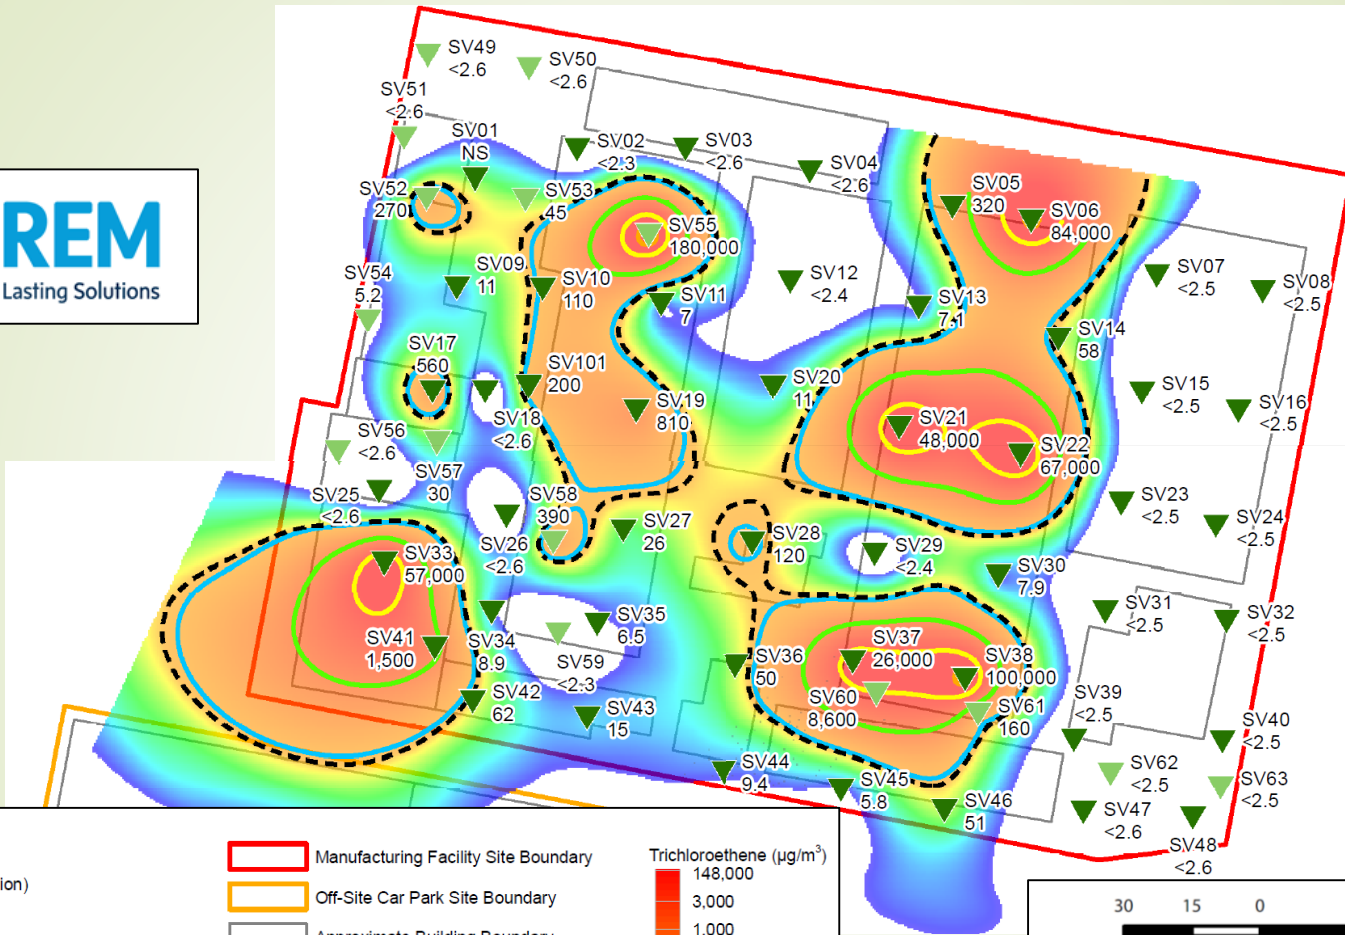 SV49
<2.6
SV50
<2.6
SV51
<2.6
SV01
NS
SV02
<2.3
SV03
<2.6
SV04
<2.6
SV52
270
SV53
45
SV05
320
SV06
84,000
SV55
180,000
REM
Lasting Solutions
SV54
5.2
SV09
11
SV10
110
SV11
7
SV12
<2.4
SV13
7.1
SV07
<2.5
SV08
<2.5
SV14
58
SV17
560
SV18
<2.6
SV101
200
SV19
810
SV20
11
SV15
<2.5
SV16
<2.5
SV56
<2.6
SV57
30
SV21
48,000
SV22
67,000
SV25
<2.6
SV26
<2.6
SV58
390
SV27
26
SV28
120
SV29
<2.4
SV23
<2.5
SV24
<2.5
SV30
7.9
SV33
57,000
SV41
1,500
SV34
8.9
SV35
6.5
SV59
<2.3
SV31
<2.5
SV32
<2.5
SV36
50
SV37
26,000
SV38
100,000
SV60
8,600
SV61
160
SV42
62
SV43
15
SV39
<2.5
SV40
<2.5
SV44
9.4
SV45
5.8
SV46
51
SV62
<2.5
SV63
<2.5
SV47
<2.6
SV48
<2.6
ion)
Manufacturing Facility Site Boundary
Off-Site Car Park Site Boundary
Approximate Building Boundary
Trichloroethene (µg/m³)
148,000
3,000
1,000
30 15 0